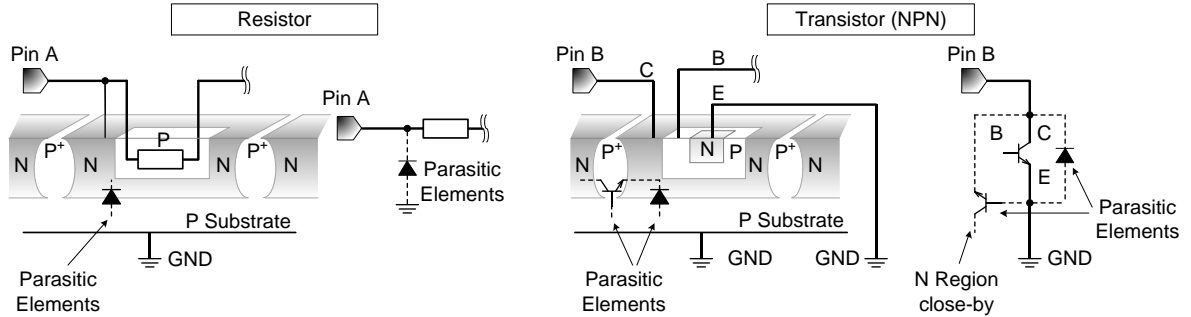 Resistor
Transistor (NPN)
Pin A
Pin A
Pin B
C
B
E
Pin B
N
P+
N
P
N
P+
N
Parasitic
Elements
N
P+
N
N
P
N
P+
N
B
C
E
P Substrate
GND
Parasitic
Elements
P Substrate
GND
GND
Parasitic
Elements
Parasitic
Elements
N Region
close-by